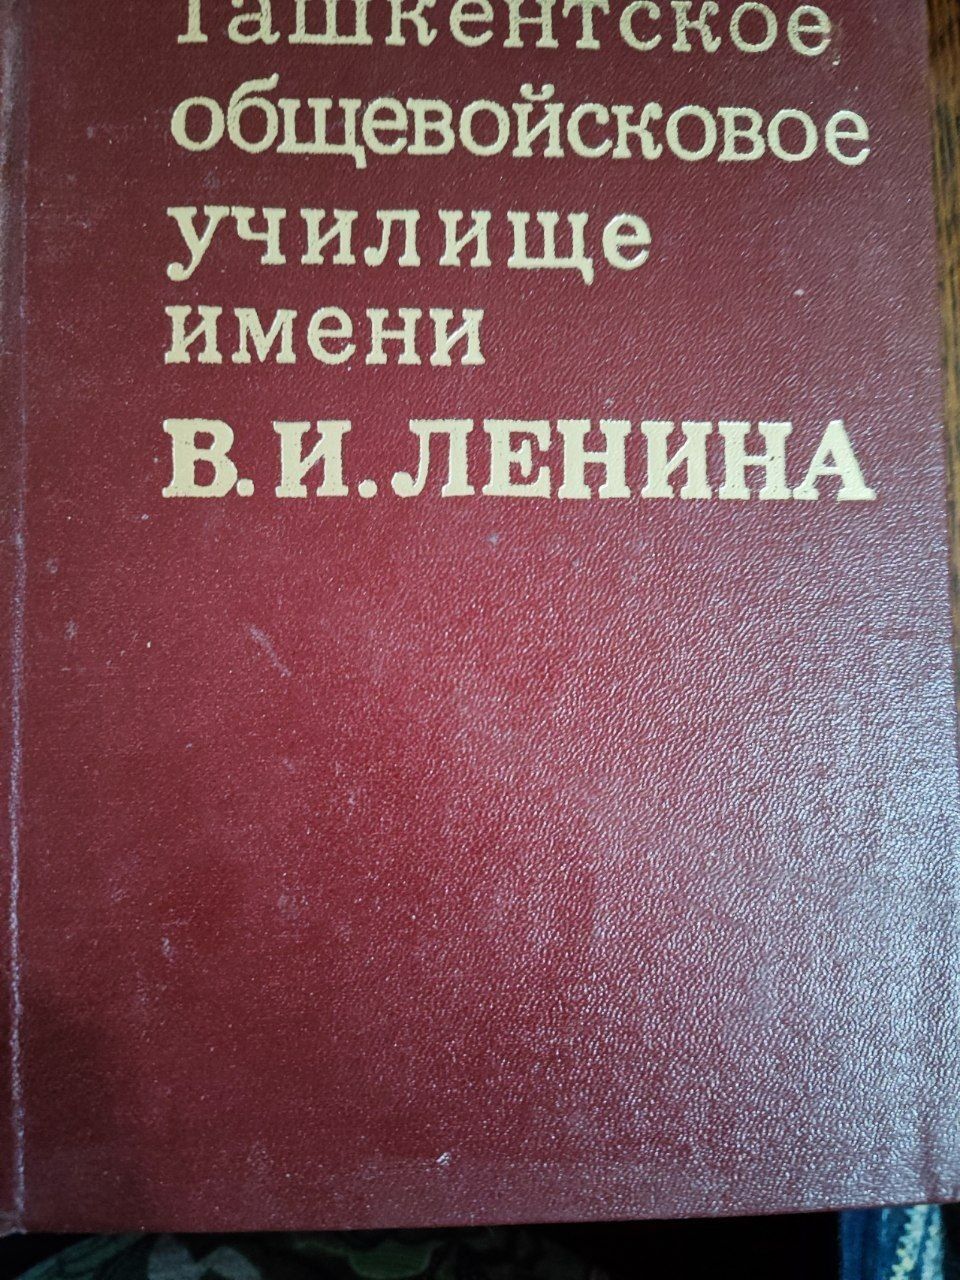 Ташкентское
общевойсковое
училище
имени
В. И. ЛЕНИНА